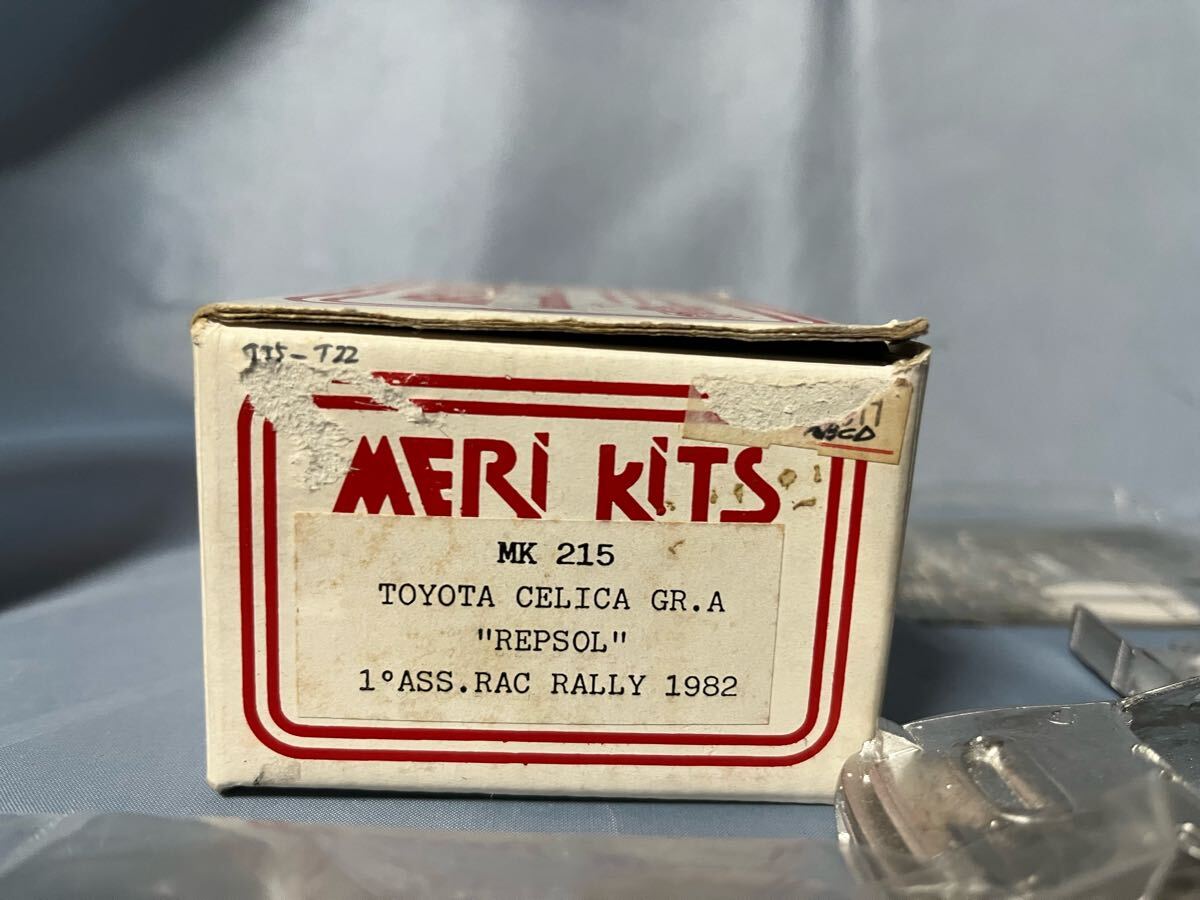 MERI KITS
MK 215
TOYOTA CELICA GR.A
"REPSOL"
1°ASS.RAC RALLY 1982